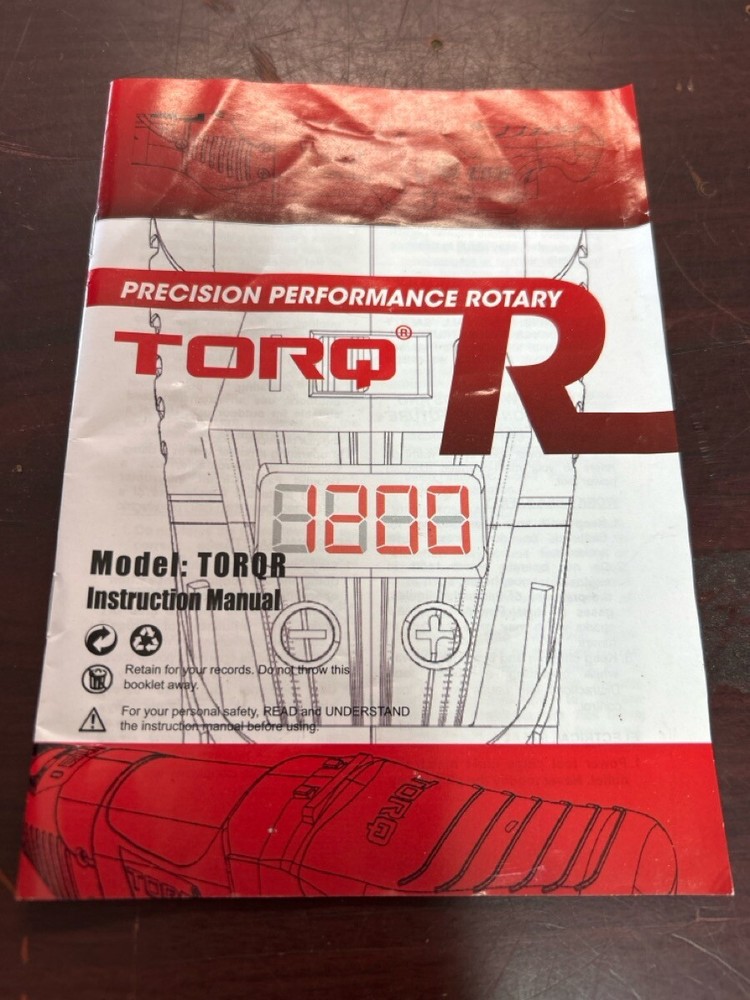 PRECISION PERFORMANCE ROTARY
TORQ® R
1200
Model: TORQR
Instruction Manual
Retain for your records. Do not throw this
booklet away.
For your personal safety, READ and UNDERSTAND
the instruction manual before using.
TORQ
TORQ